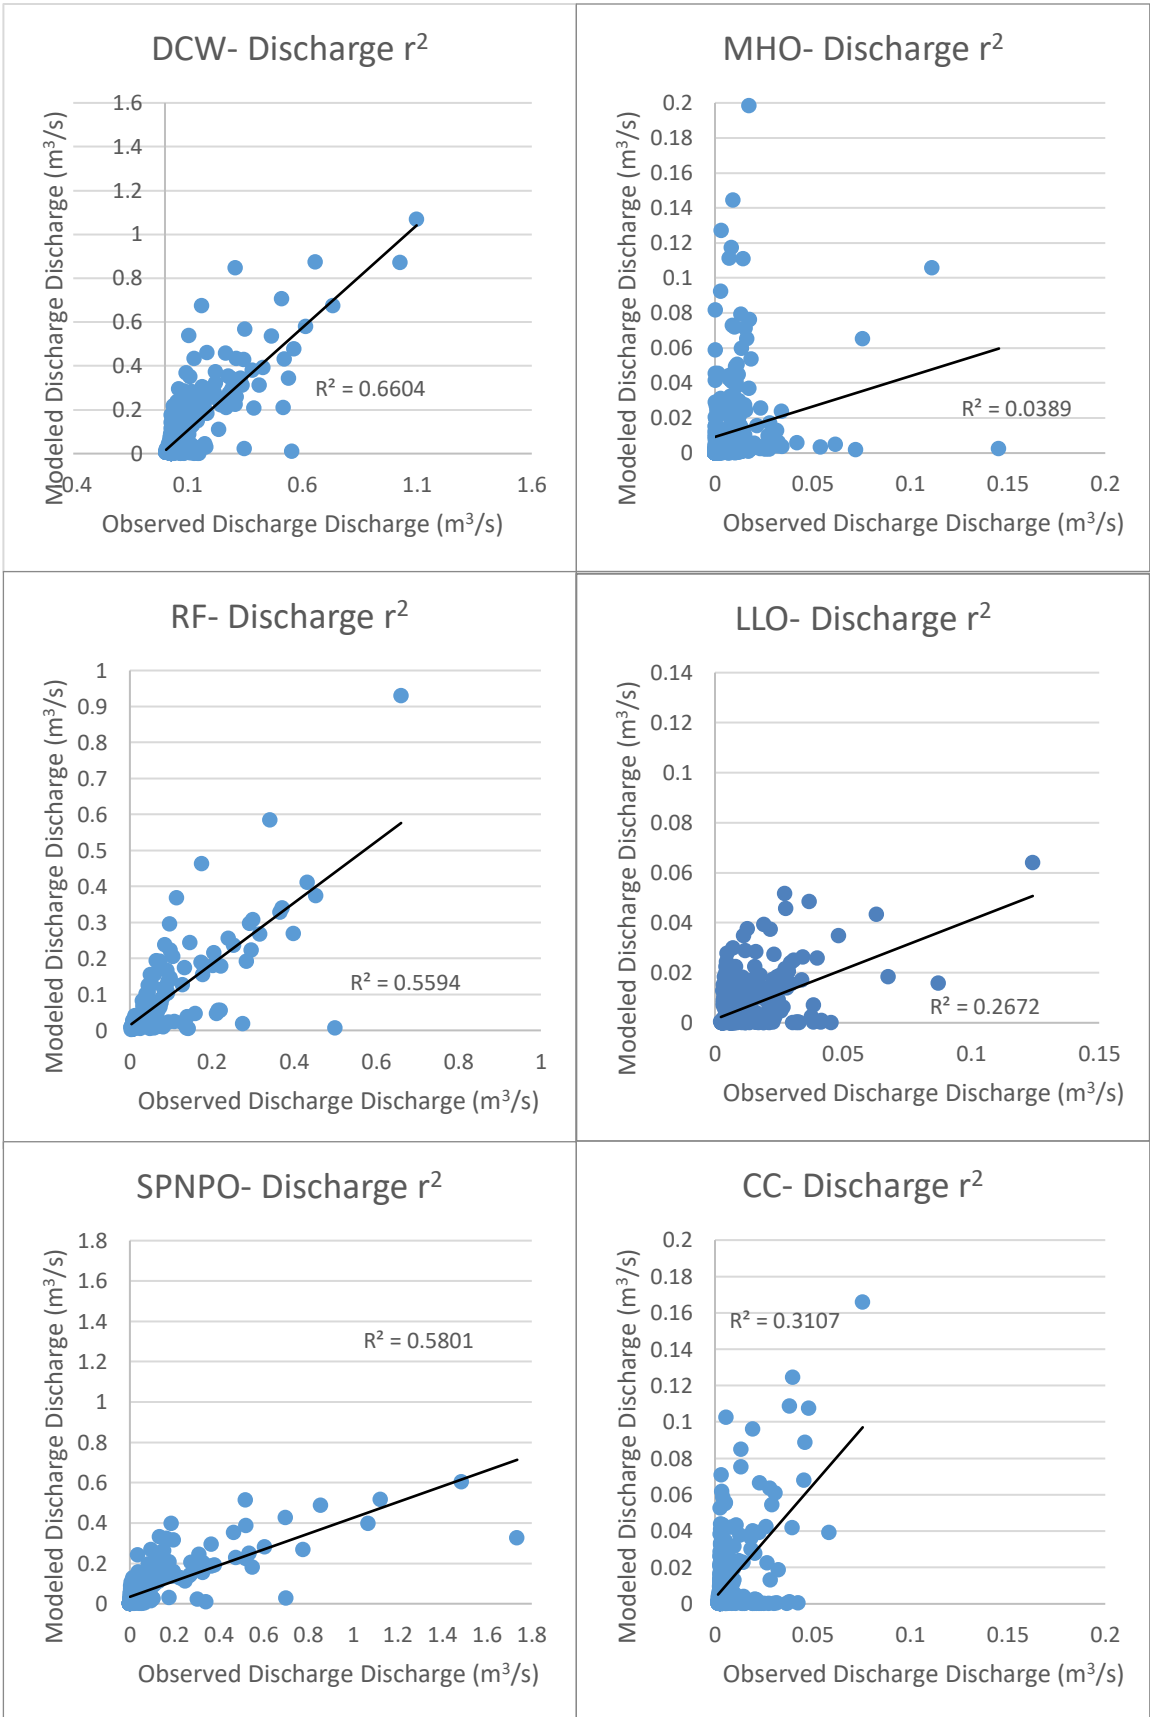 DCW- Discharge r²
Modeled Discharge Discharge (m³/s)
1.6
1.4
1.2
1
0.8
0.6
0.4
0.2
0
0.4 0.1 0.6 1.1 1.6
R² = 0.6604
Observed Discharge Discharge (m³/s)
MHO- Discharge r²
Modeled Discharge Discharge (m³/s)
0.2
0.18
0.16
0.14
0.12
0.1
0.08
0.06
0.04
0.02
0
0 0.05 0.1 0.15 0.2
R² = 0.0389
Observed Discharge Discharge (m³/s)
RF- Discharge r²
Modeled Discharge Discharge (m³/s)
1
0.9
0.8
0.7
0.6
0.5
0.4
0.3
0.2
0.1
0
0 0.2 0.4 0.6 0.8 1
R² = 0.5594
Observed Discharge Discharge (m³/s)
LLO- Discharge r²
Modeled Discharge Discharge (m³/s)
0.14
0.12
0.1
0.08
0.06
0.04
0.02
0
0 0.05 0.1 0.15
R² = 0.2672
Observed Discharge Discharge (m³/s)
SPNPO- Discharge r²
Modeled Discharge Discharge (m³/s)
1.8
1.6
1.4
1.2
1
0.8
0.6
0.4
0.2
0
0 0.2 0.4 0.6 0.8 1 1.2 1.4 1.6 1.8
R² = 0.5801
Observed Discharge Discharge (m³/s)
CC- Discharge r²
Modeled Discharge Discharge (m³/s)
0.2
0.18
0.16
0.14
0.12
0.1
0.08
0.06
0.04
0.02
0
0 0.05 0.1 0.15 0.2
R² = 0.3107
Observed Discharge Discharge (m³/s)